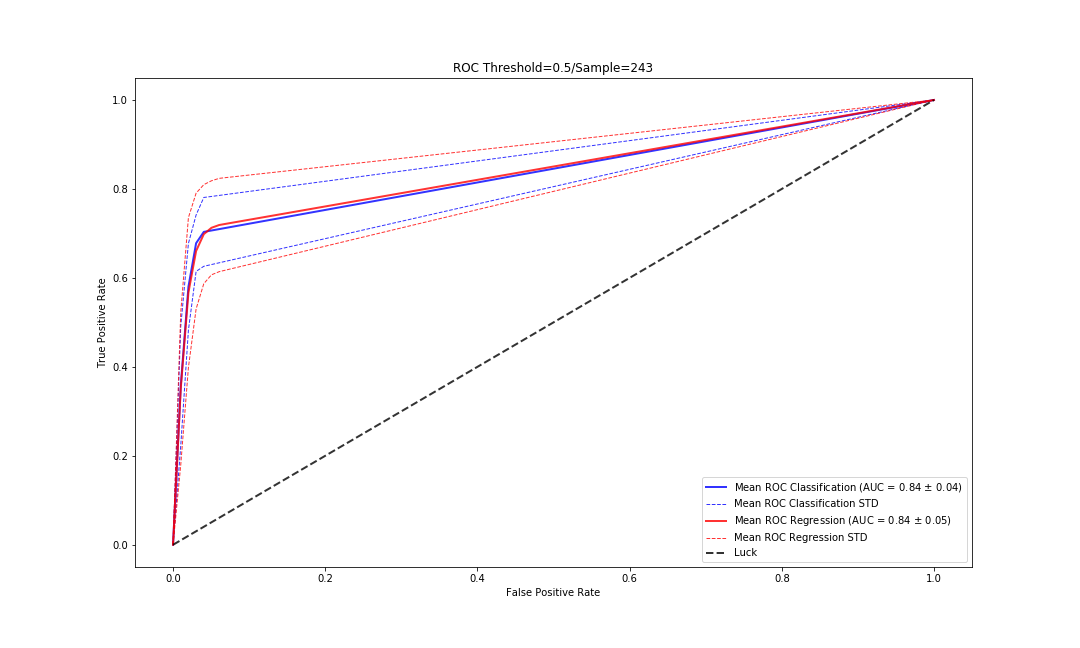 ROC Threshold=0.5/Sample=243
1.0
0.8
0.6
0.4
0.2
0.0
True Positive Rate
0.0 0.2 0.4 0.6 0.8 1.0
False Positive Rate
Mean ROC Classification (AUC = 0.84 ± 0.04)
Mean ROC Classification STD
Mean ROC Regression (AUC = 0.84 ± 0.05)
Mean ROC Regression STD
Luck